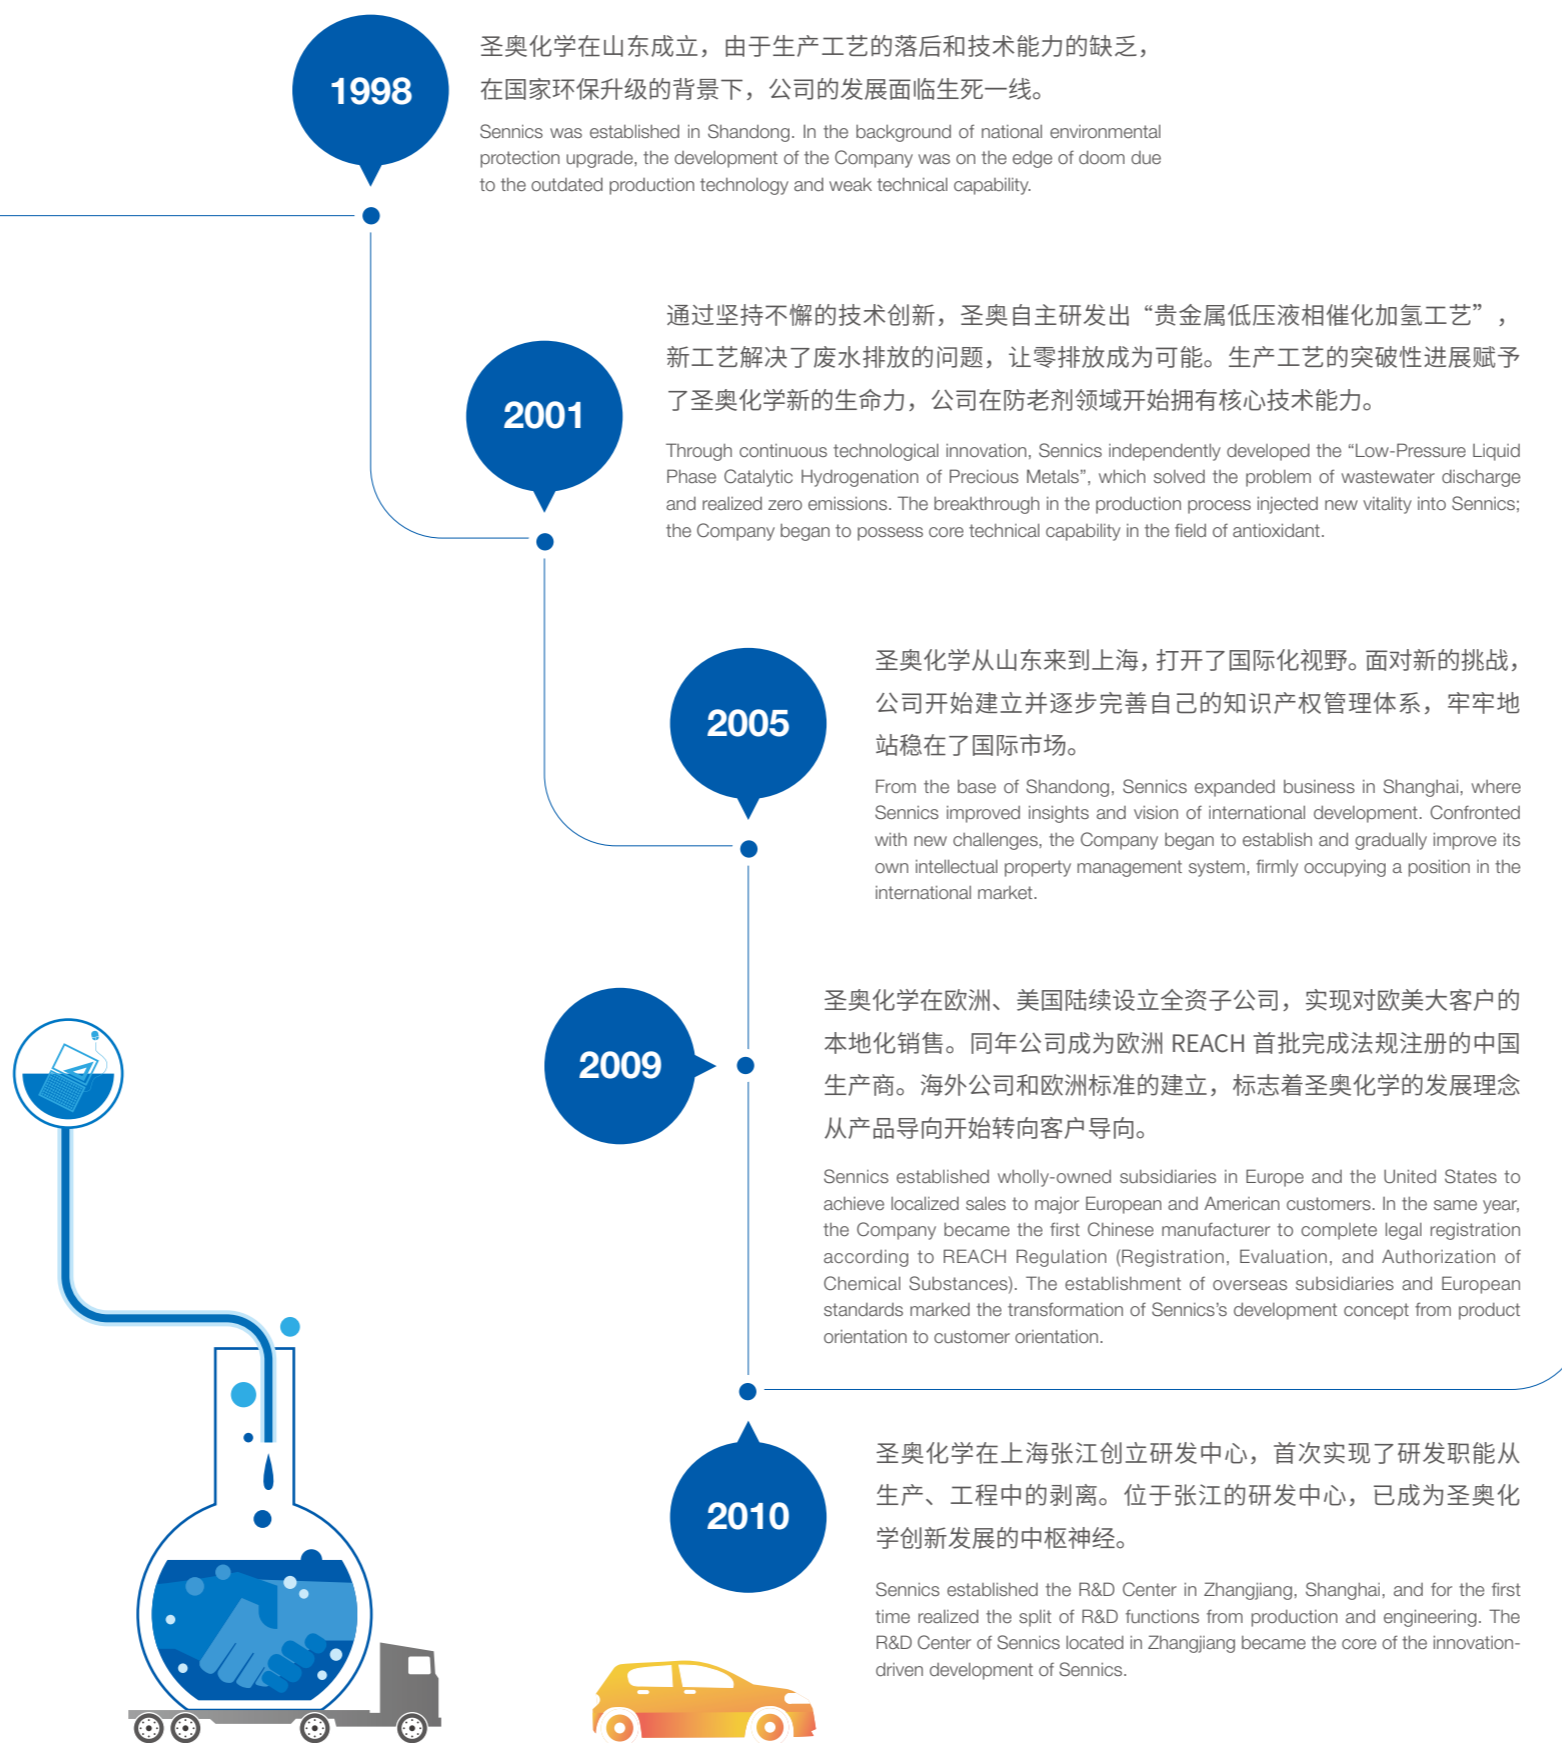 1998
圣奥化学在山东成立，由于生产工艺的落后和技术能力的缺乏，
在国家环保升级的背景下，公司的发展面临生死一线。
Sennics was established in Shandong. In the background of national environmental
protection upgrade, the development of the Company was on the edge of doom due
to the outdated production technology and weak technical capability.
2001
通过坚持不懈的技术创新，圣奥自主研发出“贵金属低压液相催化加氢工艺”，
新工艺解决了废水排放的问题，让零排放成为可能。生产工艺的突破性进展赋予
了圣奥化学新的生命力，公司在防老剂领域开始拥有核心技术能力。
Through continuous technological innovation, Sennics independently developed the “Low-Pressure Liquid
Phase Catalytic Hydrogenation of Precious Metals”, which solved the problem of wastewater discharge
and realized zero emissions. The breakthrough in the production process injected new vitality into Sennics;
the Company began to possess core technical capability in the field of antioxidant.
2005
圣奥化学从山东来到上海，打开了国际化视野。面对新的挑战，
公司开始建立并逐步完善自己的知识产权管理体系，牢牢地
站稳在了国际市场。
From the base of Shandong, Sennics expanded business in Shanghai, where
Sennics improved insights and vision of international development. Confronted
with new challenges, the Company began to establish and gradually improve its
own intellectual property management system, firmly occupying a position in the
international market.
2009
圣奥化学在欧洲、美国陆续设立全资子公司，实现对欧美大客户的
本地化销售。同年公司成为欧洲 REACH 首批完成法规注册的中国
生产商。海外公司和欧洲标准的建立，标志着圣奥化学的发展理念
从产品导向开始转向客户导向。
Sennics established wholly-owned subsidiaries in Europe and the United States to
achieve localized sales to major European and American customers. In the same year,
the Company became the first Chinese manufacturer to complete legal registration
according to REACH Regulation (Registration, Evaluation, and Authorization of
Chemical Substances). The establishment of overseas subsidiaries and European
standards marked the transformation of Sennics’s development concept from product
orientation to customer orientation.
2010
圣奥化学在上海张江创立研发中心，首次实现了研发职能从
生产、工程中的剥离。位于张江的研发中心，已成为圣奥化
学创新发展的中枢神经。
Sennics established the R&D Center in Zhangjiang, Shanghai, and for the first
time realized the split of R&D functions from production and engineering. The
R&D Center of Sennics located in Zhangjiang became the core of the innovation-
driven development of Sennics.